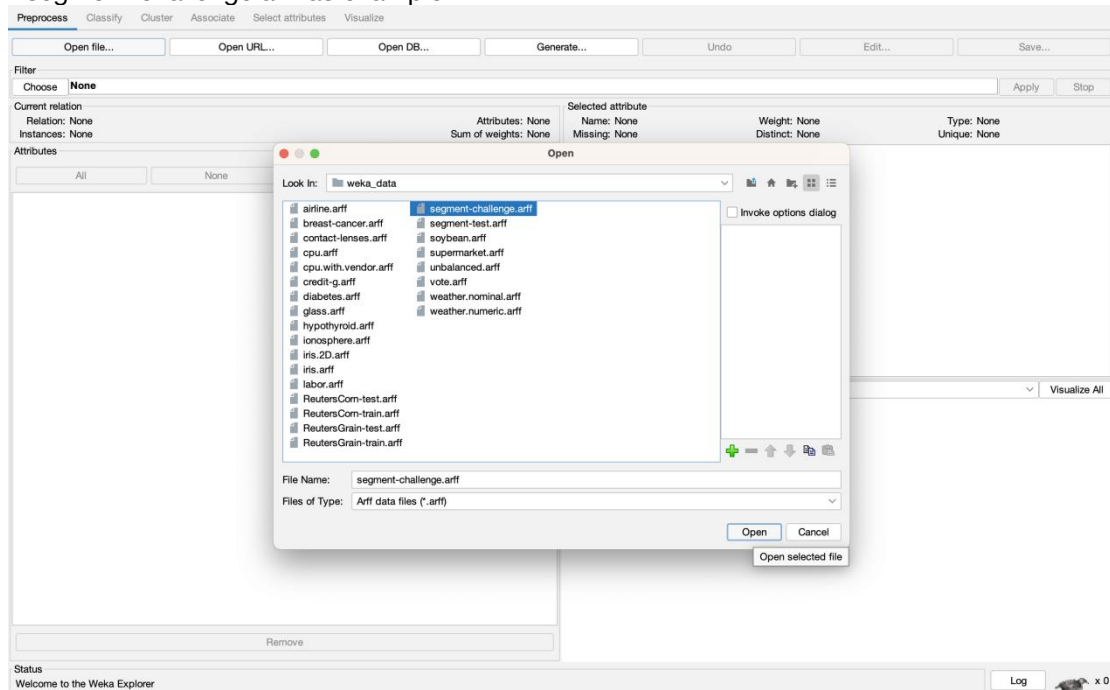 Preprocess Classify Cluster Associate Select attributes Visualize
Open file... Open URL... Open DB... Generate... Undo Edit... Save...
Filter
Choose None Apply Stop
Current relation
Relation: None Attributes: None
Instances: None Sum of weights: None
Selected attribute
Name: None Weight: None Type: None
Missing: None Distinct: None Unique: None
Attributes
All None
Open
Look In: weka_data
airline.arff
breast-cancer.arff
contact-lenses.arff
cpu.arff
cpu.with.vendor.arff
credit-g.arff
diabetes.arff
glass.arff
hypothyroid.arff
ionosphere.arff
iris.2D.arff
iris.arff
labor.arff
ReutersCorn-test.arff
ReutersCorn-train.arff
ReutersGrain-test.arff
ReutersGrain-train.arff
segment-challenge.arff
segment-test.arff
soybean.arff
supermarket.arff
unbalanced.arff
vote.arff
weather.nominal.arff
weather.numeric.arff
Invoke options dialog
File Name: segment-challenge.arff
Files of Type: Arff data files (*.arff)
Open Cancel
Open selected file
Visualize All
Remove
Status
Welcome to the Weka Explorer
Log x 0